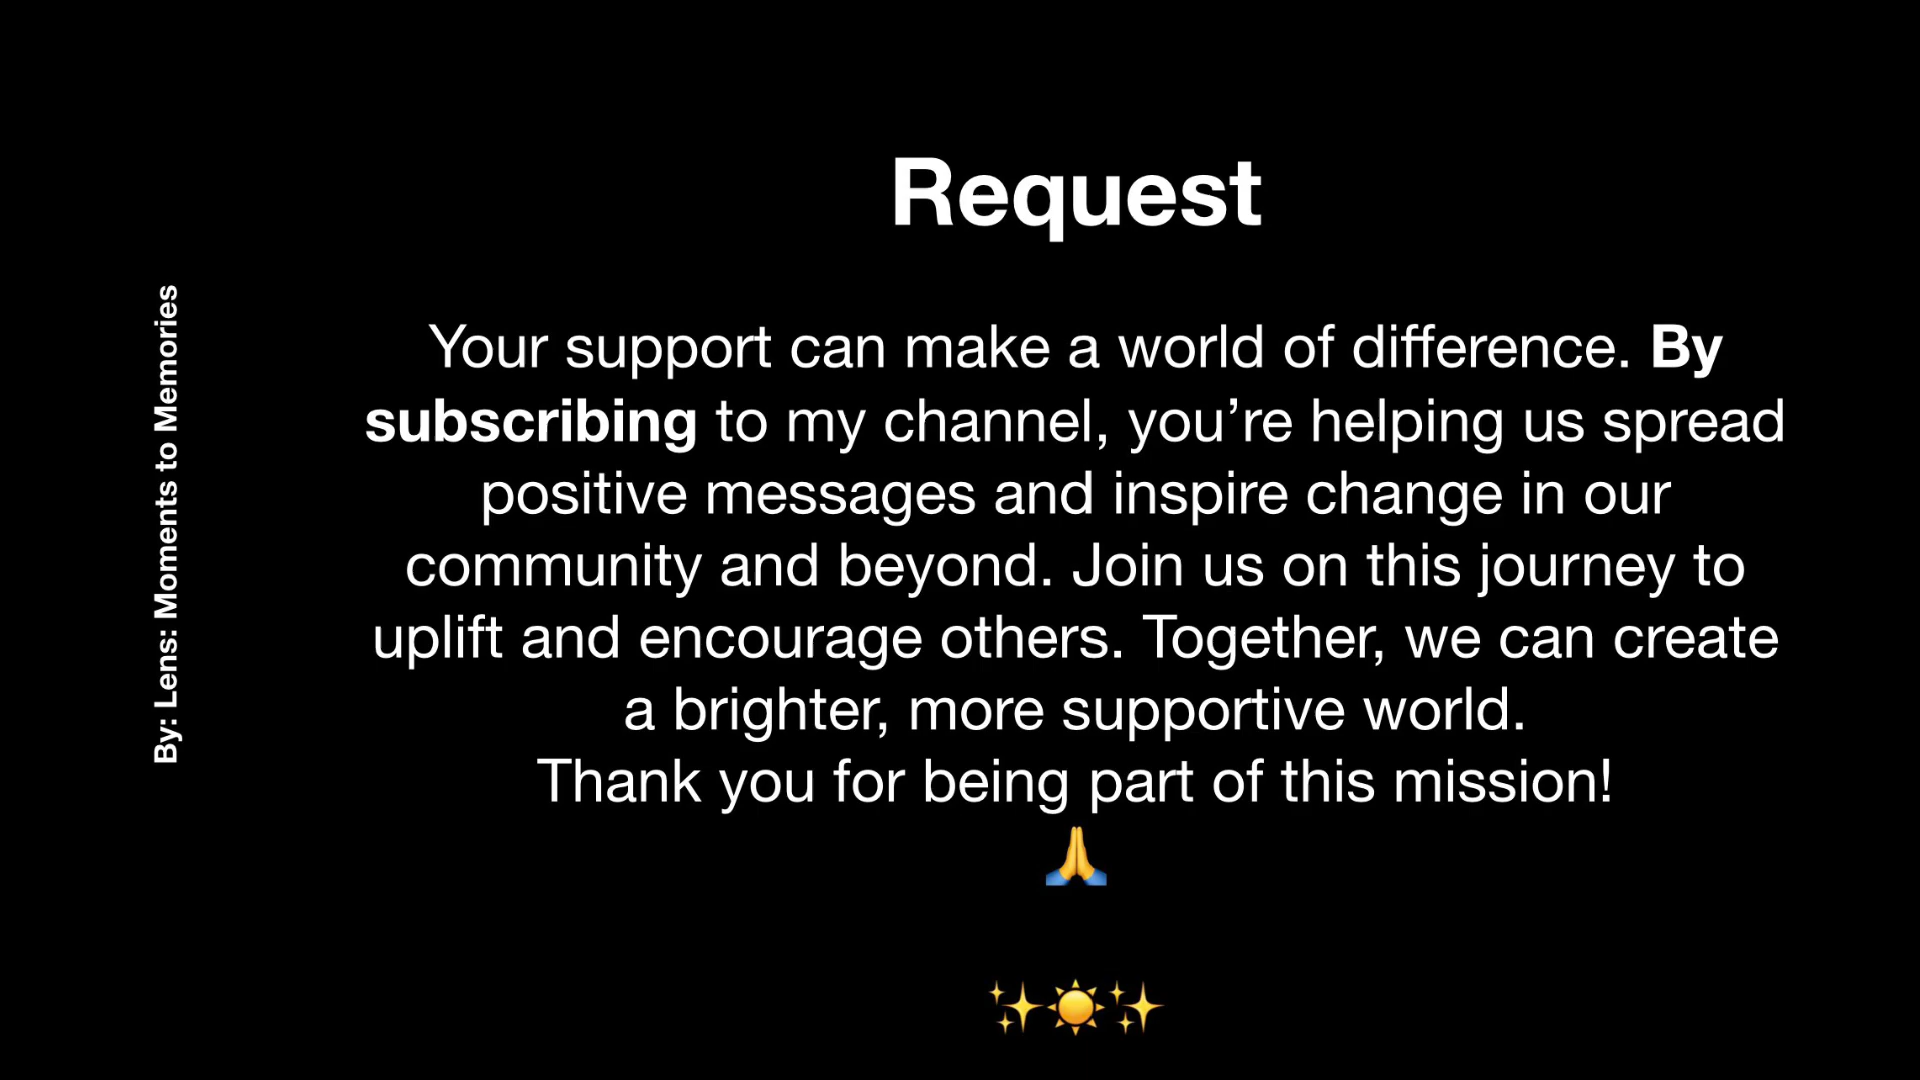 Request
By: Lens: Moments to Memories
Your support can make a world of difference. By
subscribing to my channel, you’re helping us spread
positive messages and inspire change in our
community and beyond. Join us on this journey to
uplift and encourage others. Together, we can create
a brighter, more supportive world.
Thank you for being part of this mission!
🙏
✨☀️✨